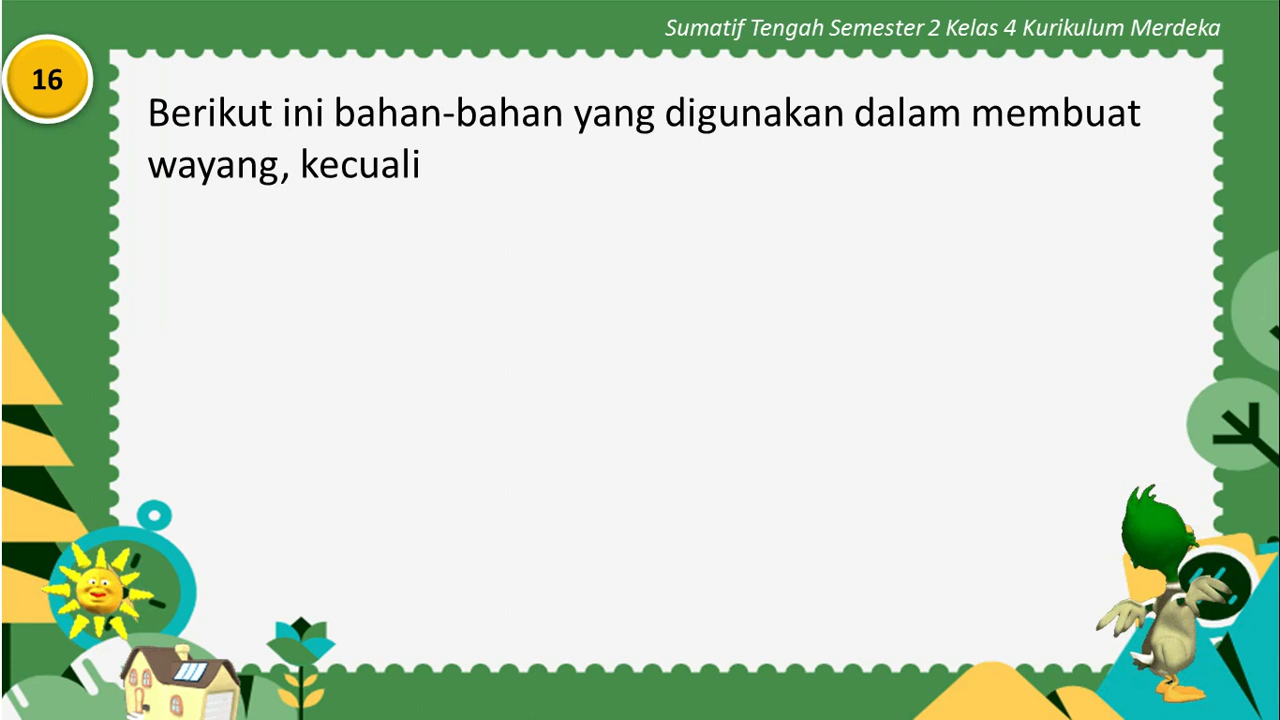 Sumatif Tengah Semester 2 Kelas 4 Kurikulum Merdeka
16
Berikut ini bahan-bahan yang digunakan dalam membuat
wayang, kecuali